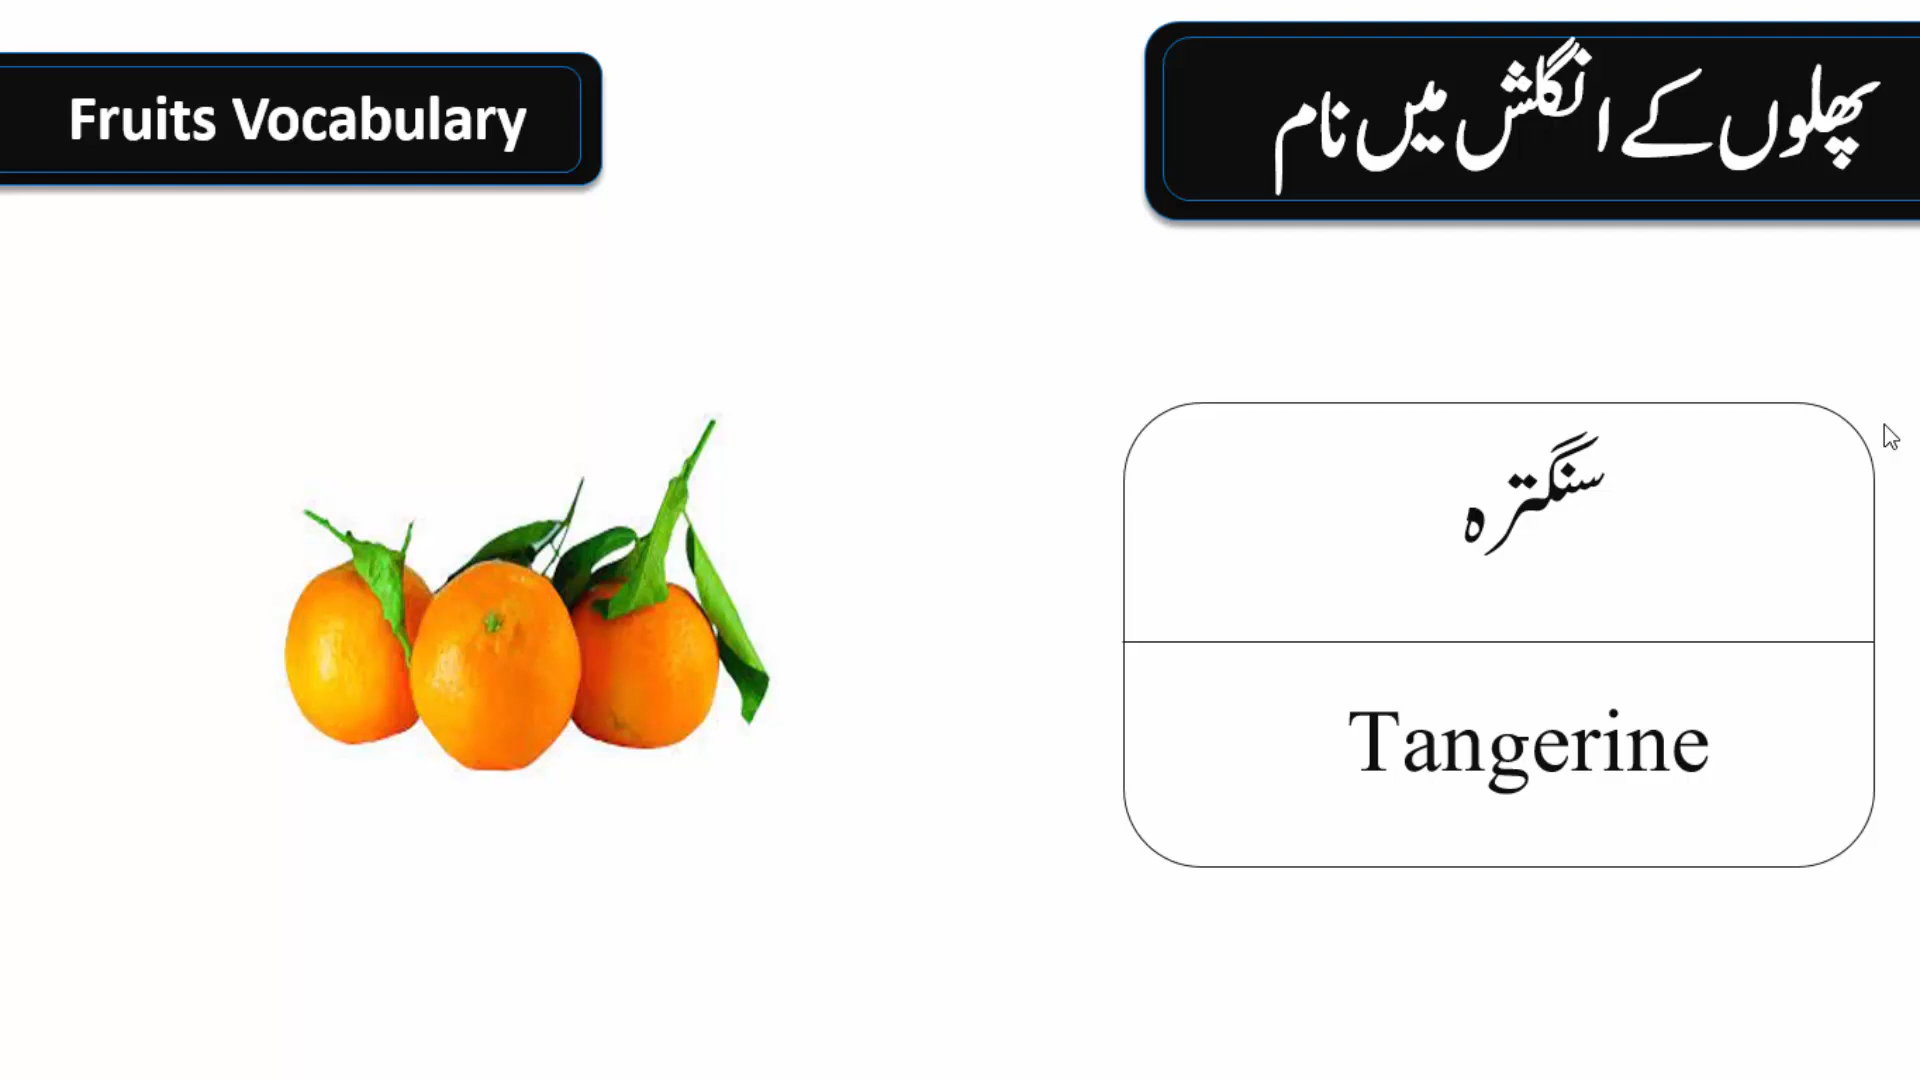 Fruits Vocabulary
پھلوں کے انگلش میں نام
سنگترہ
Tangerine